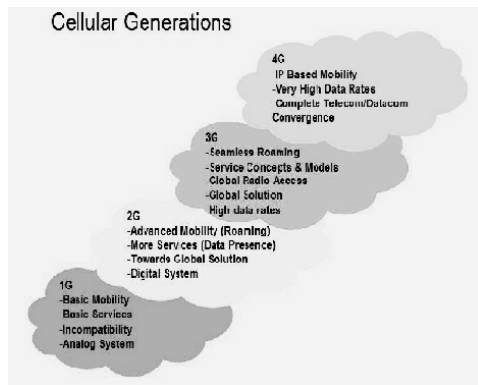 Cellular Generations
4G
IP Based Mobility
-Very High Data Rates
Complete Telecom/Datacom
Convergence
3G
-Seamless Roaming
-Service Concepts & Models
-Global Radio Access
-Global Solution
High data rates
2G
-Advanced Mobility (Roaming)
-More Services (Data Presence)
-Towards Global Solution
-Digital System
1G
-Basic Mobility
Basic Services
-Incompatibility
-Analog System